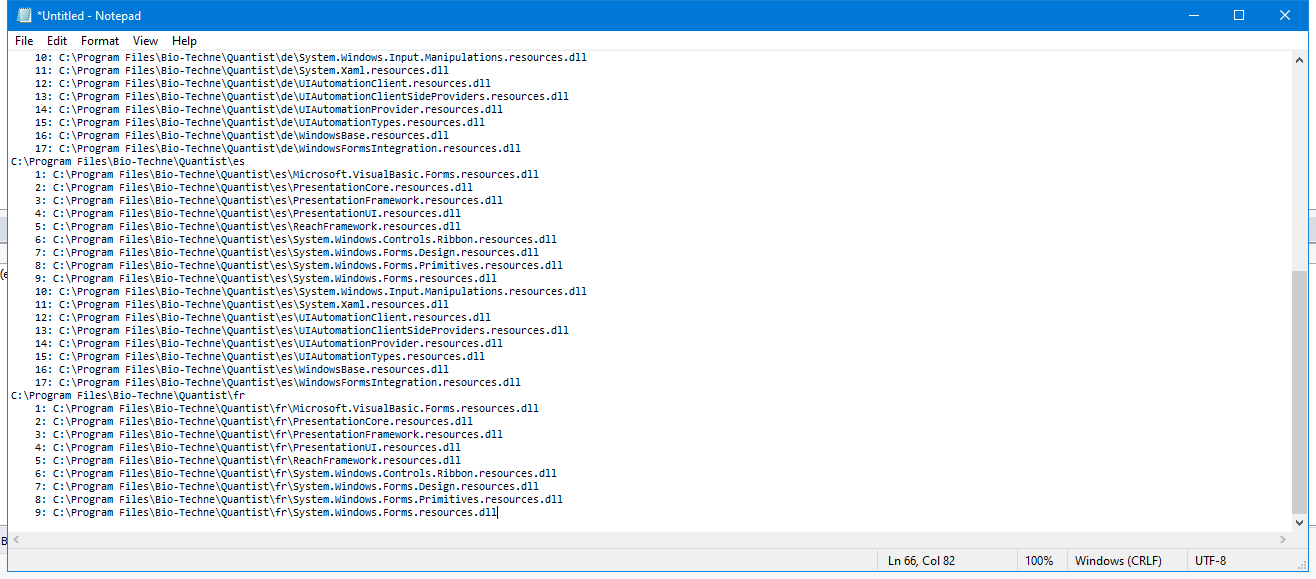 *Untitled - Notepad
File Edit Format View Help
10: C:\Program Files\Bio-Techne\Quantist\de\System.Windows.Input.Manipulations.resources.dll
11: C:\Program Files\Bio-Techne\Quantist\de\System.Xaml.resources.dll
12: C:\Program Files\Bio-Techne\Quantist\de\UIAutomationClient.resources.dll
13: C:\Program Files\Bio-Techne\Quantist\de\UIAutomationClientSideProviders.resources.dll
14: C:\Program Files\Bio-Techne\Quantist\de\UIAutomationProvider.resources.dll
15: C:\Program Files\Bio-Techne\Quantist\de\UIAutomationTypes.resources.dll
16: C:\Program Files\Bio-Techne\Quantist\de\WindowsBase.resources.dll
17: C:\Program Files\Bio-Techne\Quantist\de\WindowsFormsIntegration.resources.dll
C:\Program Files\Bio-Techne\Quantist\es
1: C:\Program Files\Bio-Techne\Quantist\es\Microsoft.VisualBasic.Forms.resources.dll
2: C:\Program Files\Bio-Techne\Quantist\es\PresentationCore.resources.dll
3: C:\Program Files\Bio-Techne\Quantist\es\PresentationFramework.resources.dll
4: C:\Program Files\Bio-Techne\Quantist\es\PresentationUI.resources.dll
5: C:\Program Files\Bio-Techne\Quantist\es\ReachFramework.resources.dll
6: C:\Program Files\Bio-Techne\Quantist\es\System.Windows.Controls.Ribbon.resources.dll
7: C:\Program Files\Bio-Techne\Quantist\es\System.Windows.Forms.Design.resources.dll
8: C:\Program Files\Bio-Techne\Quantist\es\System.Windows.Forms.Primitives.resources.dll
9: C:\Program Files\Bio-Techne\Quantist\es\System.Windows.Forms.resources.dll
10: C:\Program Files\Bio-Techne\Quantist\es\System.Windows.Input.Manipulations.resources.dll
11: C:\Program Files\Bio-Techne\Quantist\es\System.Xaml.resources.dll
12: C:\Program Files\Bio-Techne\Quantist\es\UIAutomationClient.resources.dll
13: C:\Program Files\Bio-Techne\Quantist\es\UIAutomationClientSideProviders.resources.dll
14: C:\Program Files\Bio-Techne\Quantist\es\UIAutomationProvider.resources.dll
15: C:\Program Files\Bio-Techne\Quantist\es\UIAutomationTypes.resources.dll
16: C:\Program Files\Bio-Techne\Quantist\es\WindowsBase.resources.dll
17: C:\Program Files\Bio-Techne\Quantist\es\WindowsFormsIntegration.resources.dll
C:\Program Files\Bio-Techne\Quantist\fr
1: C:\Program Files\Bio-Techne\Quantist\fr\Microsoft.VisualBasic.Forms.resources.dll
2: C:\Program Files\Bio-Techne\Quantist\fr\PresentationCore.resources.dll
3: C:\Program Files\Bio-Techne\Quantist\fr\PresentationFramework.resources.dll
4: C:\Program Files\Bio-Techne\Quantist\fr\PresentationUI.resources.dll
5: C:\Program Files\Bio-Techne\Quantist\fr\ReachFramework.resources.dll
6: C:\Program Files\Bio-Techne\Quantist\fr\System.Windows.Controls.Ribbon.resources.dll
7: C:\Program Files\Bio-Techne\Quantist\fr\System.Windows.Forms.Design.resources.dll
8: C:\Program Files\Bio-Techne\Quantist\fr\System.Windows.Forms.Primitives.resources.dll
9: C:\Program Files\Bio-Techne\Quantist\fr\System.Windows.Forms.resources.dll
Ln 66, Col 82 100% Windows (CRLF) UTF-8